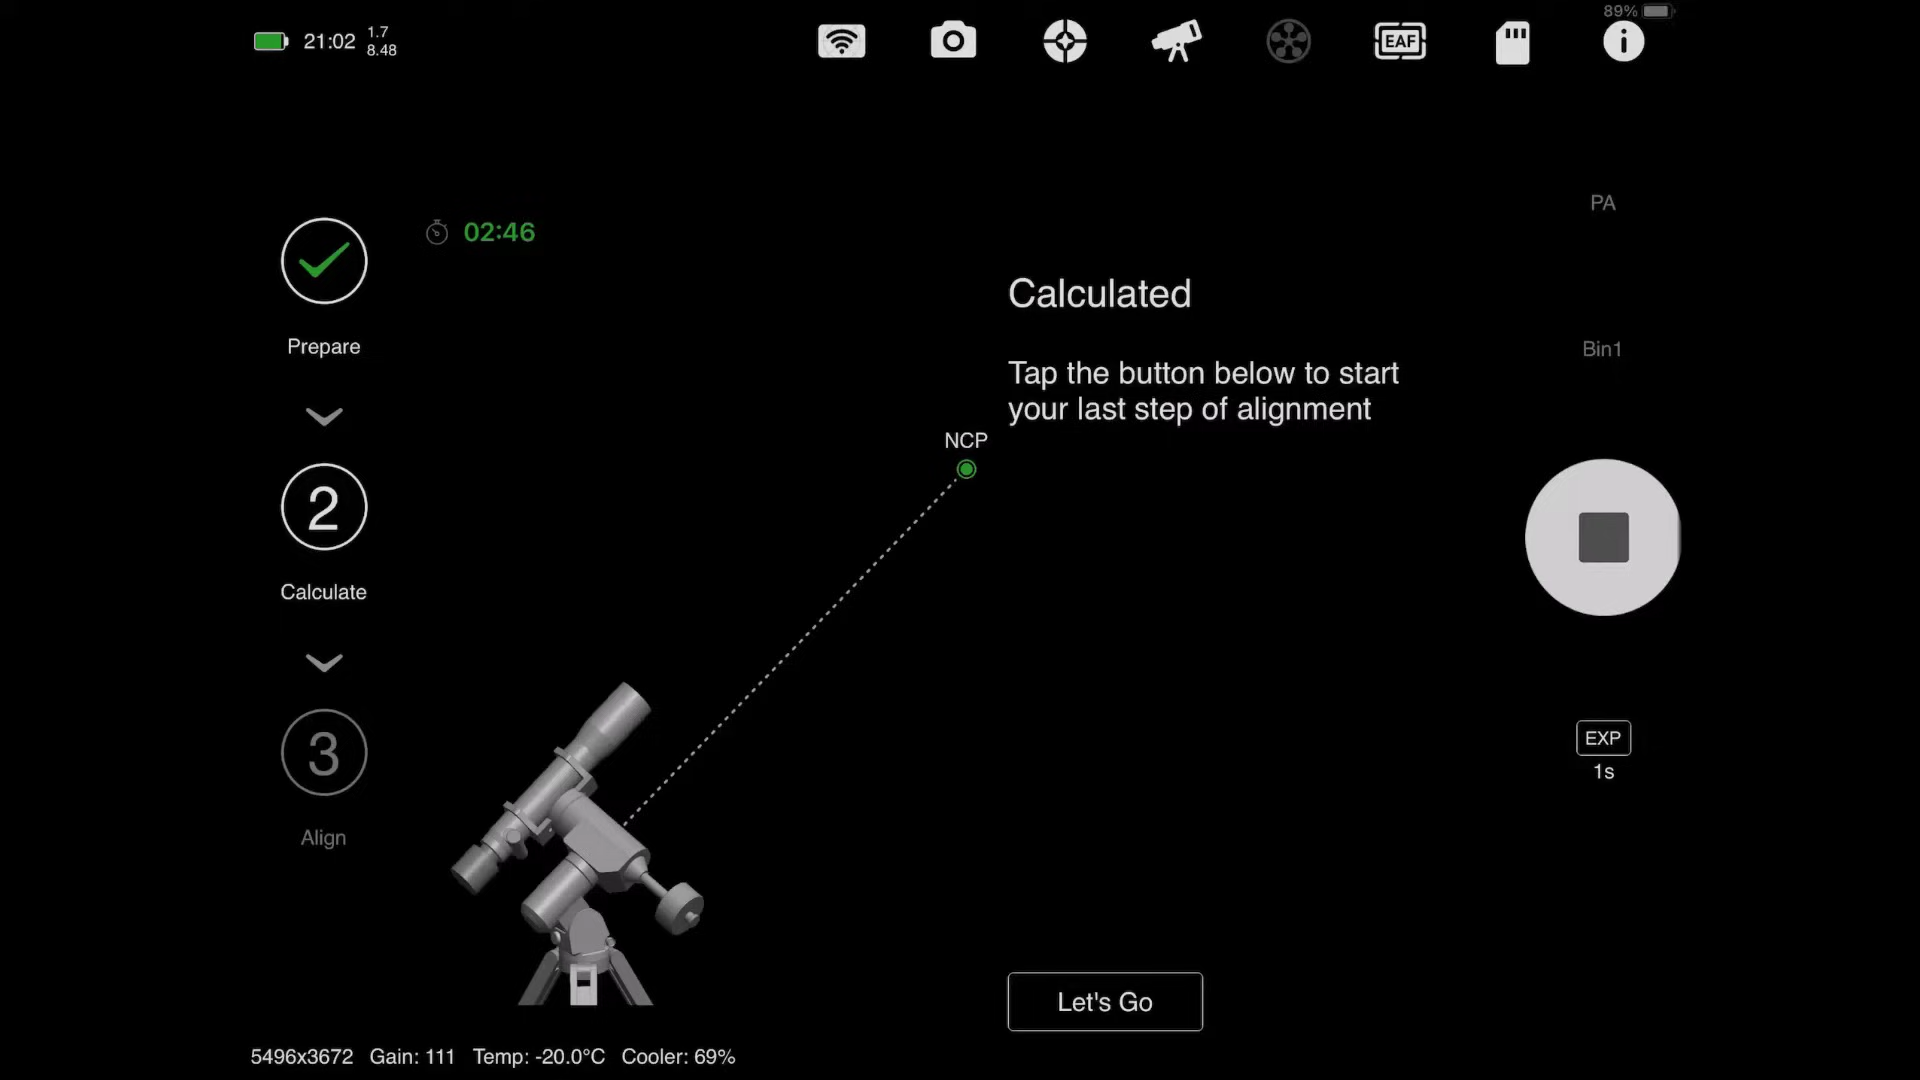 89%
21:02
1.7
8.48
EAF
02:46
PA
Calculated
Prepare
Bin1
Tap the button below to start
your last step of alignment
NCP
2
Calculate
EXP
1s
3
Align
Let's Go
5496x3672 Gain: 111 Temp: -20.0°C Cooler: 69%